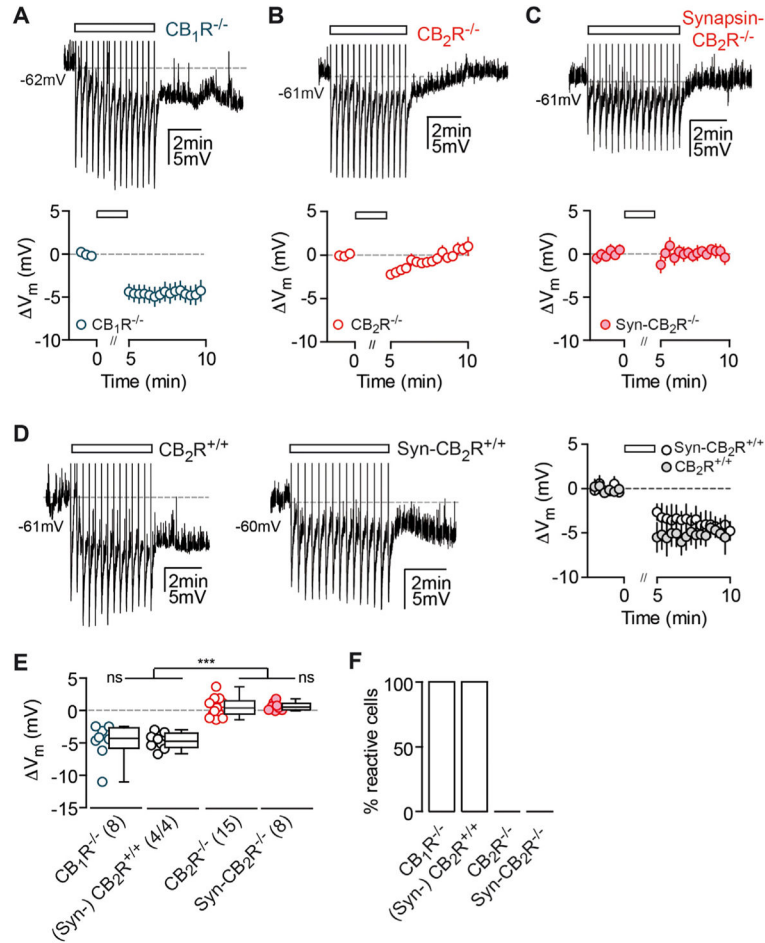 A
CB1R-/-
-62mV
2min
5mV
B
CB2R-/-
-61mV
2min
5mV
C
Synapsin-
CB2R-/-
-61mV
2min
5mV
5
0
-5
-10
ΔVm (mV)
CB1R-/-
0
//
5
10
Time (min)
5
0
-5
-10
ΔVm (mV)
CB2R-/-
0
//
5
10
Time (min)
5
0
-5
-10
ΔVm (mV)
Syn-CB2R-/-
0
//
5
10
Time (min)
D
CB2R+/+
-61mV
2min
5mV
Syn-CB2R+/+
-60mV
2min
5mV
5
0
-5
-10
ΔVm (mV)
Syn-CB2R+/+
CB2R+/+
0
//
5
10
Time (min)
E
5
0
-5
-10
-15
ΔVm (mV)
ns
***
ns
CB1R-/- (8)
(Syn-) CB2R+/+ (4/4)
CB2R-/- (15)
Syn-CB2R-/- (8)
F
100
50
0
% reactive cells
CB1R-/-
(Syn-) CB2R+/+
CB2R-/-
Syn-CB2R-/-